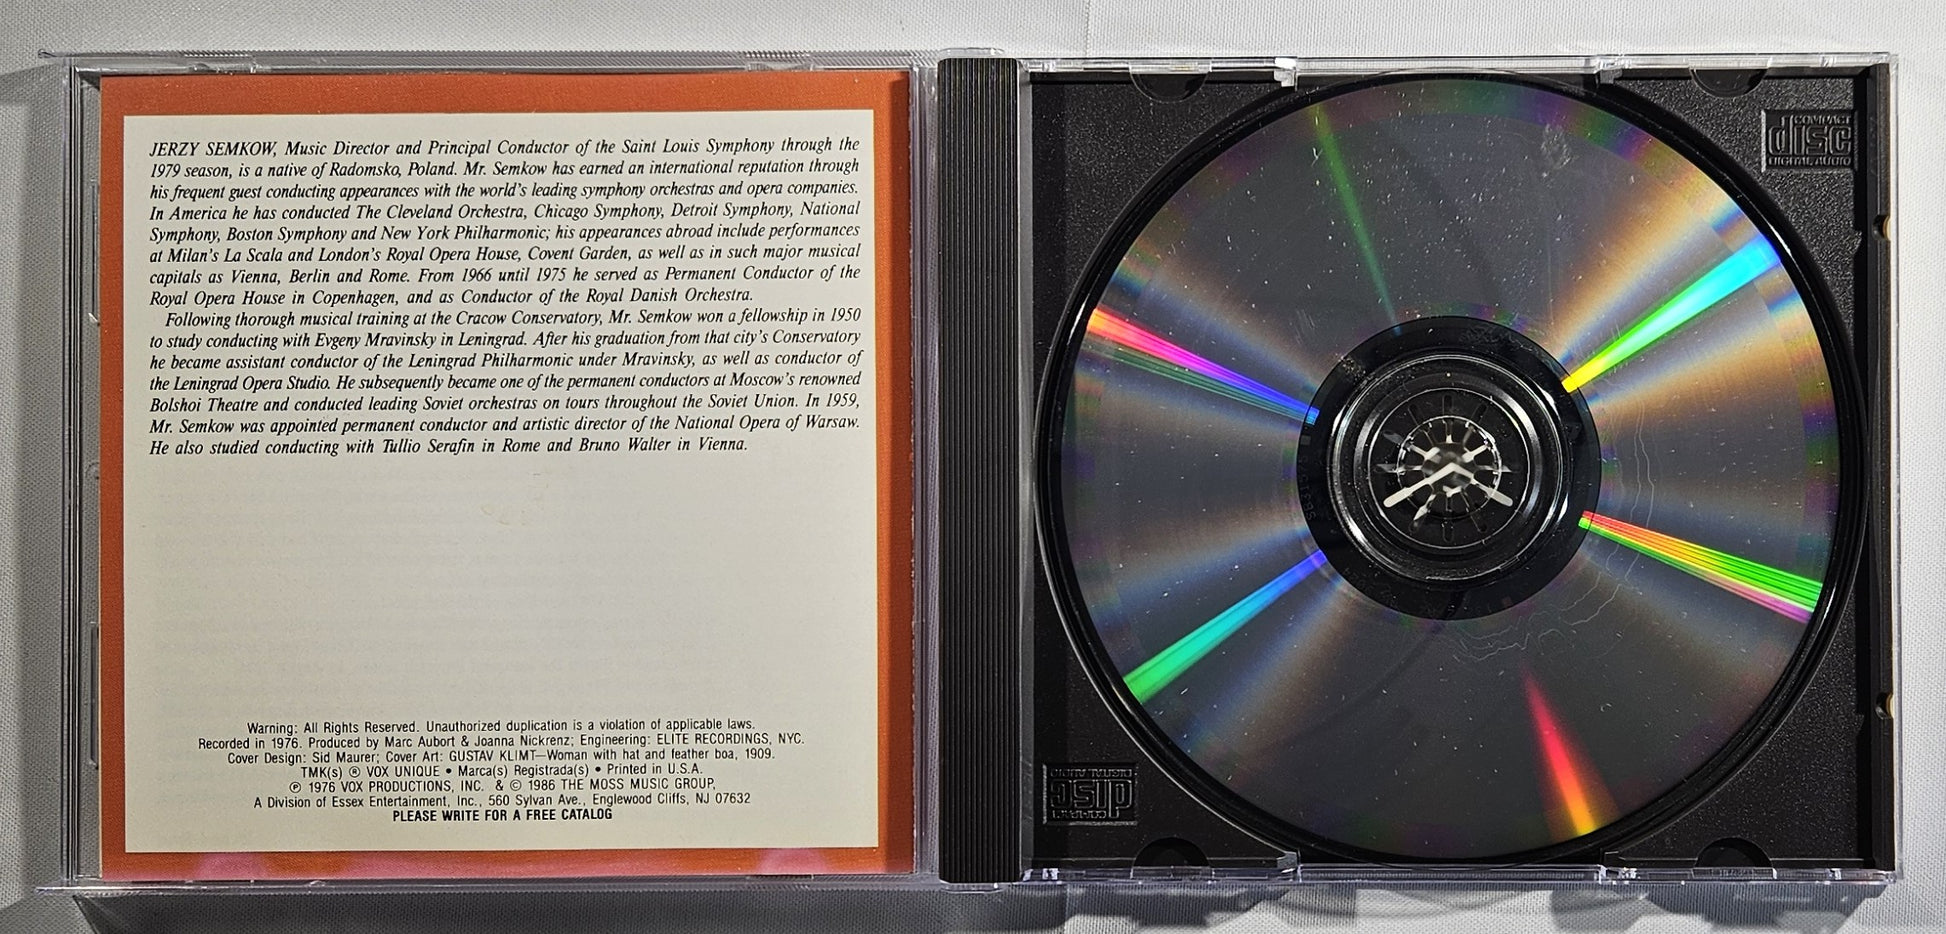 JERZY SEMKOW, Music Director and Principal Conductor of the Saint Louis Symphony through the
1979 season, is a native of Radomsko, Poland. Mr. Semkow has earned an international reputation through
his frequent guest conducting appearances with the world's leading symphony orchestras and opera companies.
In America he has conducted The Cleveland Orchestra, Chicago Symphony, Detroit Symphony, National
Symphony, Boston Symphony and New York Philharmonic; his appearances abroad include performances
at Milan's La Scala and London's Royal Opera House, Covent Garden, as well as in such major musical
capitals as Vienna, Berlin and Rome. From 1966 until 1975 he served as Permanent Conductor of the
Royal Opera House in Copenhagen, and as Conductor of the Royal Danish Orchestra.
Following thorough musical training at the Cracow Conservatory, Mr. Semkow won a fellowship in 1950
to study conducting with Evgeny Mravinsky in Leningrad. After his graduation from that city's Conservatory
he became assistant conductor of the Leningrad Philharmonic under Mravinsky, as well as conductor of
the Leningrad Opera Studio. He subsequently became one of the permanent conductors at Moscow's renowned
Bolshoi Theatre and conducted leading Soviet orchestras on tours throughout the Soviet Union. In 1959,
Mr. Semkow was appointed permanent conductor and artistic director of the National Opera of Warsaw.
He also studied conducting with Tullio Serafin in Rome and Bruno Walter in Vienna.
Warning: All Rights Reserved. Unauthorized duplication is a violation of applicable laws.
Recorded in 1976. Produced by Marc Aubort & Joanna Nickrenz; Engineering: ELITE RECORDINGS, NYC.
Cover Design: Sid Maurer; Cover Art: GUSTAV KLIMT—Woman with hat and feather boa, 1909.
TMK(s) ® VOX UNIQUE • Marca(s) Registrada(s) • Printed in U.S.A.
℗ 1976 VOX PRODUCTIONS, INC. & © 1986 THE MOSS MUSIC GROUP,
A Division of Essex Entertainment, Inc., 560 Sylvan Ave., Englewood Cliffs, NJ 07632
PLEASE WRITE FOR A FREE CATALOG
COMPACT
disc
DIGITAL AUDIO
COMPACT
disc
DIGITAL AUDIO